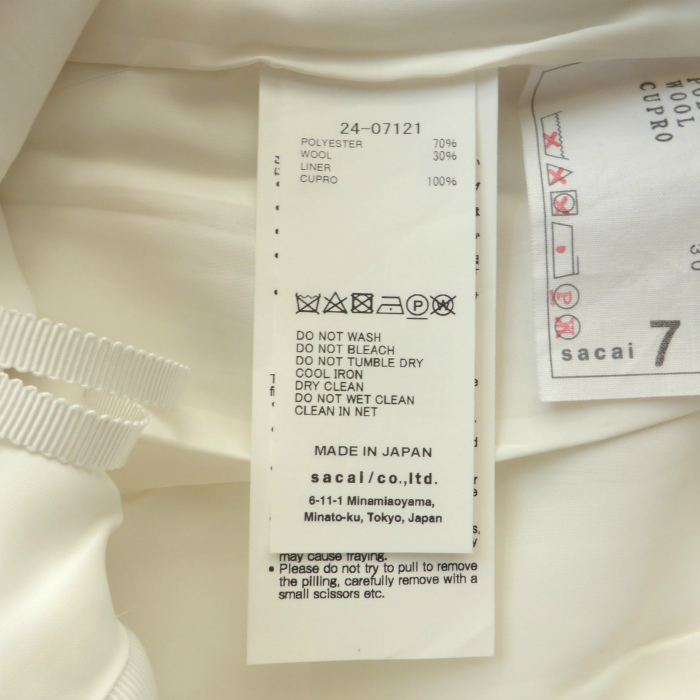 24-07121
POLYESTER 70%
WOOL 30%
LINER
CUPRO 100%
P W
DO NOT WASH
DO NOT BLEACH
DO NOT TUMBLE DRY
COOL IRON
DRY CLEAN
DO NOT WET CLEAN
CLEAN IN NET
MADE IN JAPAN
sacai/co.,ltd.
6-11-1 Minamiaoyama,
Minato-ku, Tokyo, Japan
may cause fraying.
• Please do not try to pull to remove
the pilling, carefully remove with a
small scissors etc.
WOOL
CUPRO
30
P
W
sacai 7